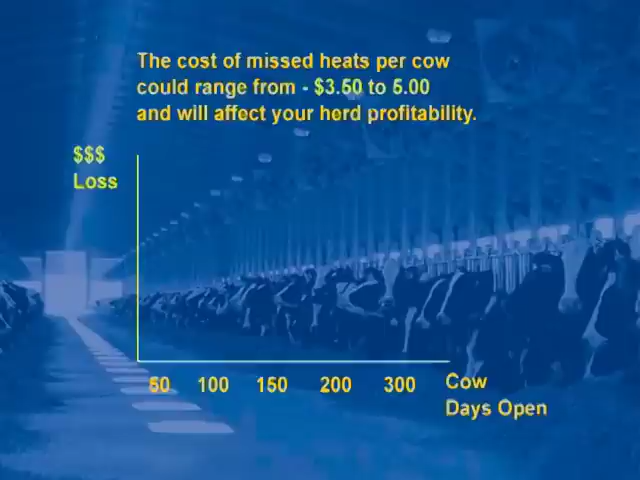 The cost of missed heats per cow
could range from - $3.50 to 5.00
and will affect your herd profitability.
$$$
Loss
50 100 150 200 300
Cow
Days Open